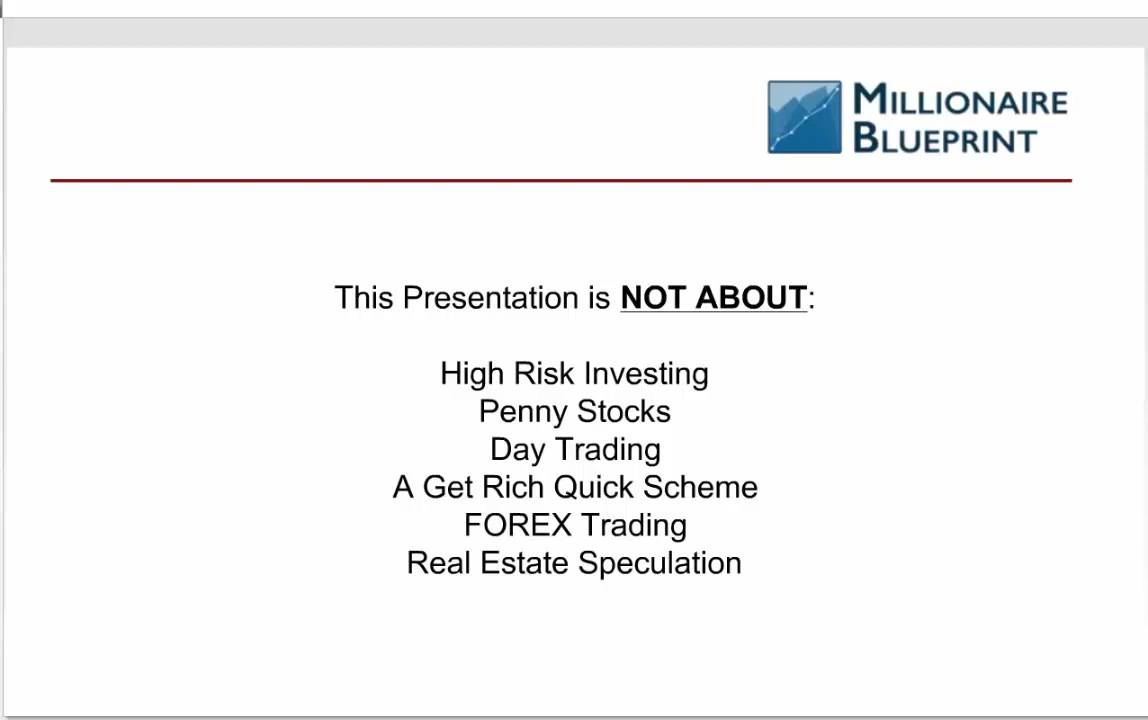 MILLIONAIRE
BLUEPRINT
This Presentation is NOT ABOUT:
High Risk Investing
Penny Stocks
Day Trading
A Get Rich Quick Scheme
FOREX Trading
Real Estate Speculation